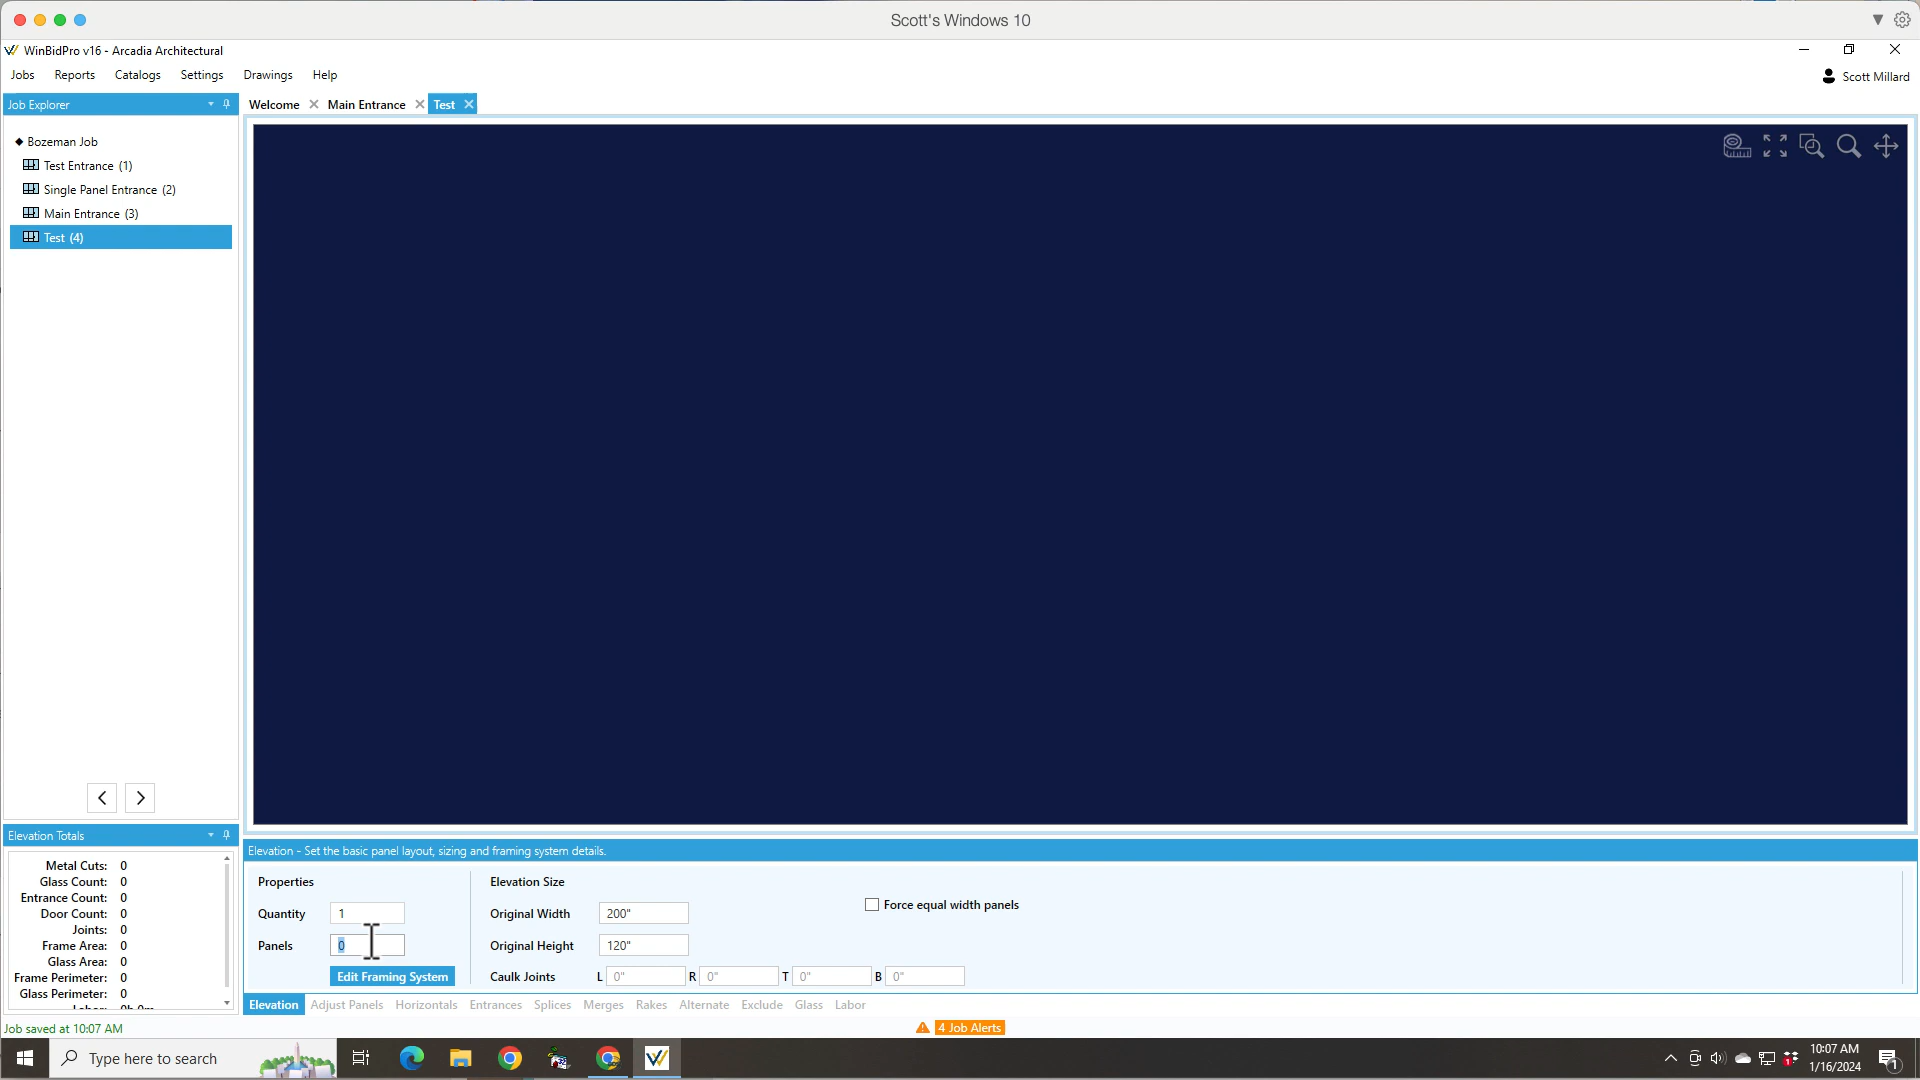 Scott's Windows 10
WinBidPro v16 - Arcadia Architectural
Jobs Reports Catalogs Settings Drawings Help
Scott Millard
Job Explorer
Welcome Main Entrance Test
Bozeman Job
Test Entrance (1)
Single Panel Entrance (2)
Main Entrance (3)
Test (4)
Elevation Totals
Metal Cuts: 0
Glass Count: 0
Entrance Count: 0
Door Count: 0
Joints: 0
Frame Area: 0
Glass Area: 0
Frame Perimeter: 0
Glass Perimeter: 0
Elevation - Set the basic panel layout, sizing and framing system details.
Properties
Quantity 1
Panels 0
Edit Framing System
Elevation Size
Original Width 200"
Original Height 120"
Caulk Joints L 0" R 0" T 0" B 0"
Force equal width panels
Elevation Adjust Panels Horizontals Entrances Splices Merges Rakes Alternate Exclude Glass Labor
Job saved at 10:07 AM
4 Job Alerts
Type here to search
10:07 AM
1/16/2024
1
1